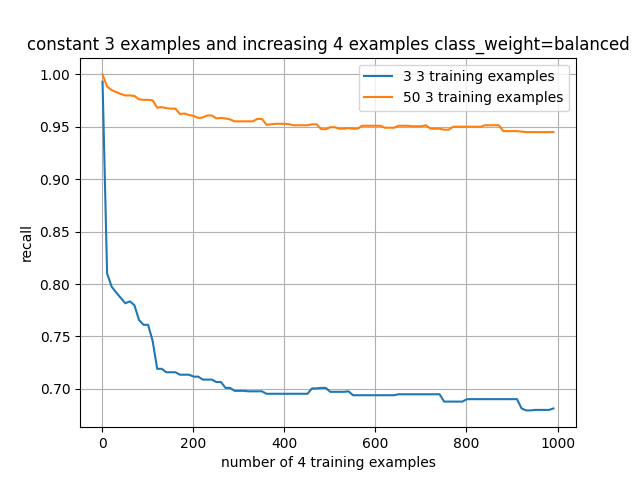 constant 3 examples and increasing 4 examples class_weight=balanced
3 3 training examples
50 3 training examples
1.00
0.95
0.90
0.85
0.80
0.75
0.70
recall
0 200 400 600 800 1000
number of 4 training examples